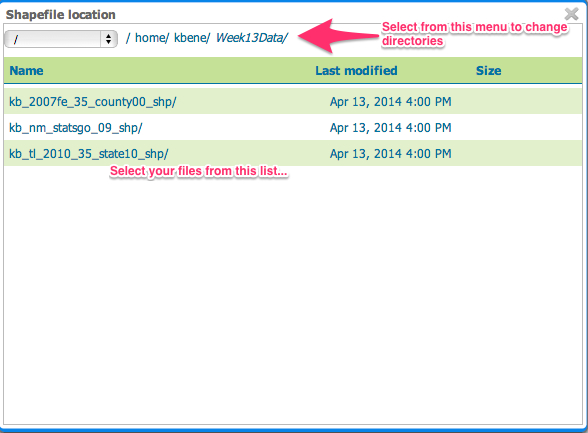 Shapefile location
/ / home/ kbene/ Week13Data/
Select from this menu to change
directories
Name Last modified Size
kb_2007fe_35_county00_shp/ Apr 13, 2014 4:00 PM
kb_nm_statsgo_09_shp/ Apr 13, 2014 4:00 PM
kb_tl_2010_35_state10_shp/ Apr 13, 2014 4:00 PM
Select your files from this list...